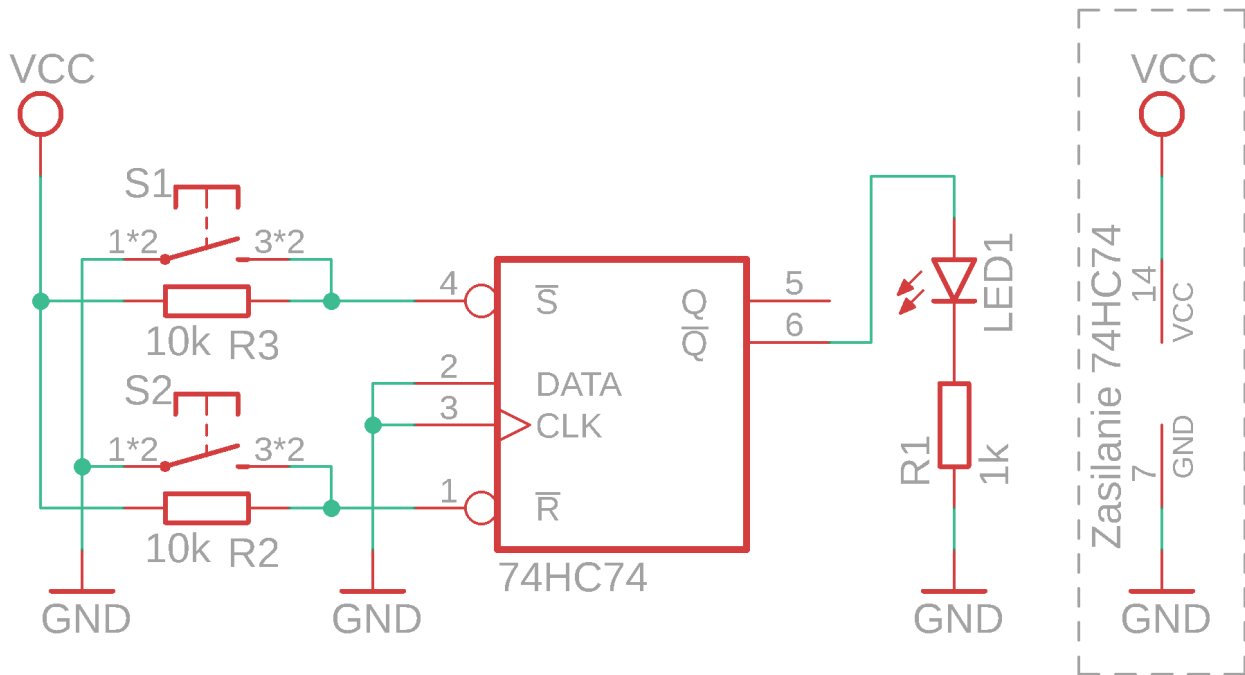 VCC
S1
1*2
3*2
10k R3
S2
1*2
3*2
10k R2
GND
GND
4
S̅
2
DATA
3
CLK
1
R̅
Q
5
Q̅
6
74HC74
LED1
R1
1k
GND
Zasilanie 74HC74
VCC
14
VCC
7
GND
GND